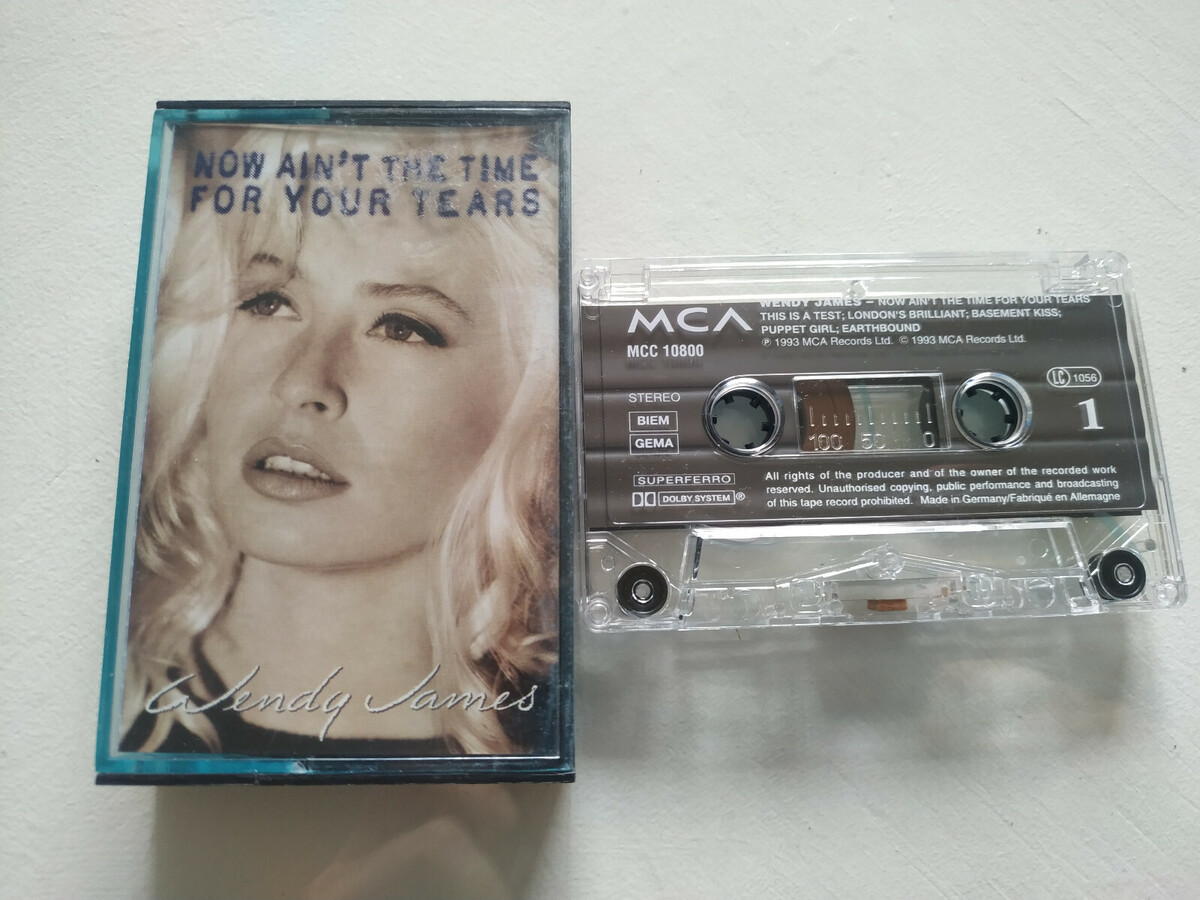 NOW AIN'T THE TIME
FOR YOUR TEARS
Wendy James
MCA
MCC 10800
WENDY JAMES – NOW AIN'T THE TIME FOR YOUR TEARS
THIS IS A TEST; LONDON'S BRILLIANT; BASEMENT KISS;
PUPPET GIRL; EARTHBOUND
℗ 1993 MCA Records Ltd. © 1993 MCA Records Ltd.
LC 1056
STEREO
BIEM
GEMA
100 50 0
1
SUPERFERRO
DOLBY SYSTEM ®
All rights of the producer and of the owner of the recorded work
reserved. Unauthorised copying, public performance and broadcasting
of this tape record prohibited. Made in Germany/Fabriqué en Allemagne